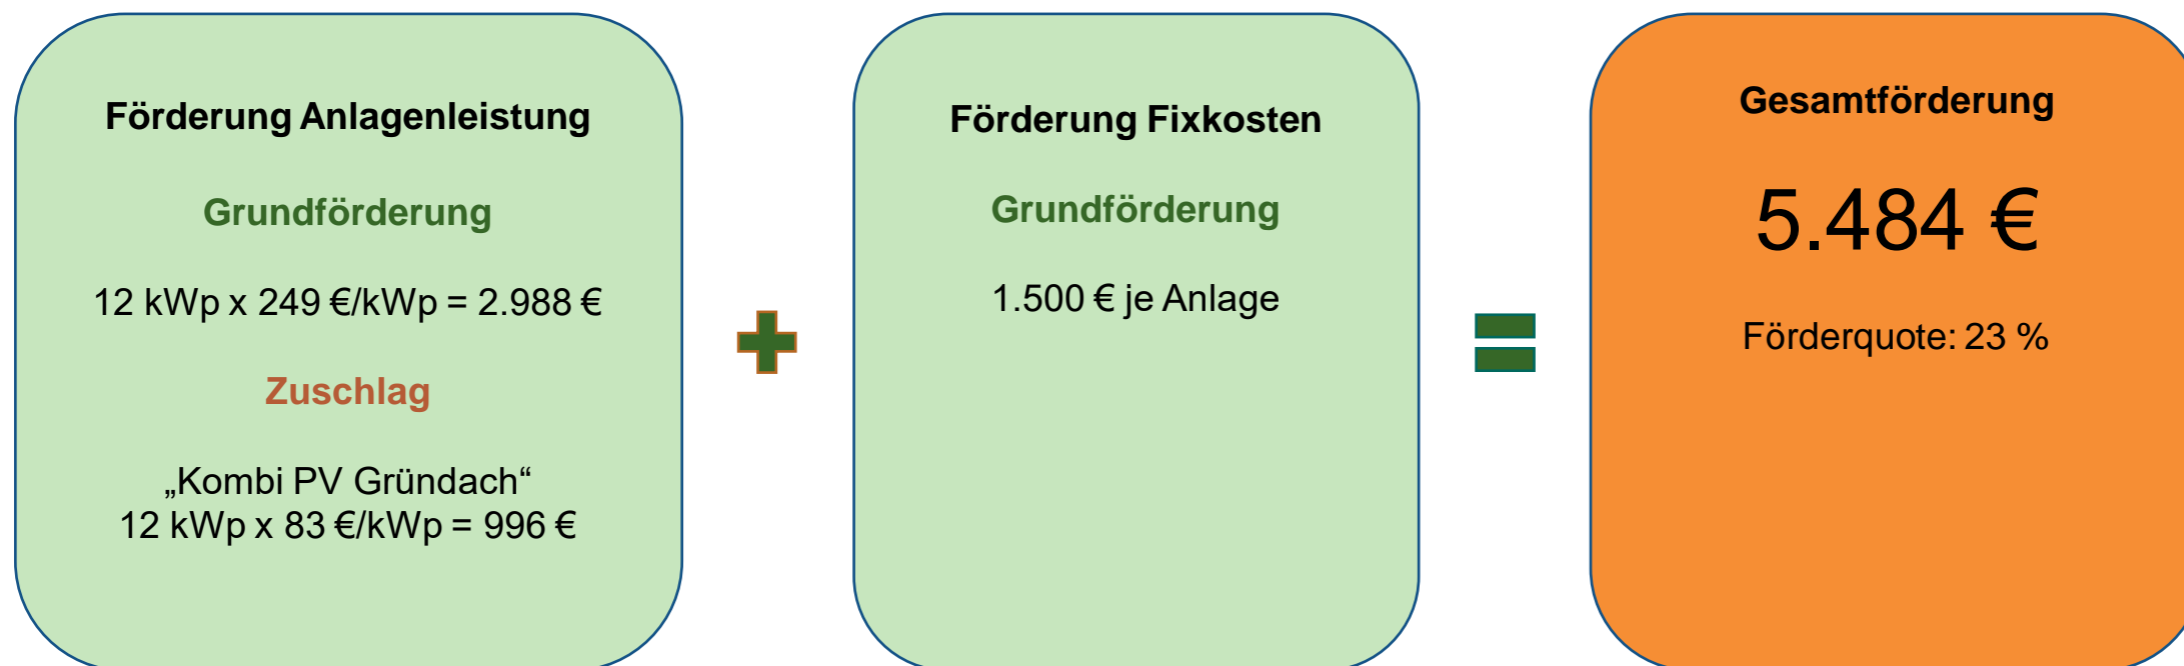 Förderung Anlagenleistung
Grundförderung
12 kWp x 249 €/kWp = 2.988 €
Zuschlag
„Kombi PV Gründach“
12 kWp x 83 €/kWp = 996 €
Förderung Fixkosten
Grundförderung
1.500 € je Anlage
Gesamtförderung
5.484 €
Förderquote: 23 %